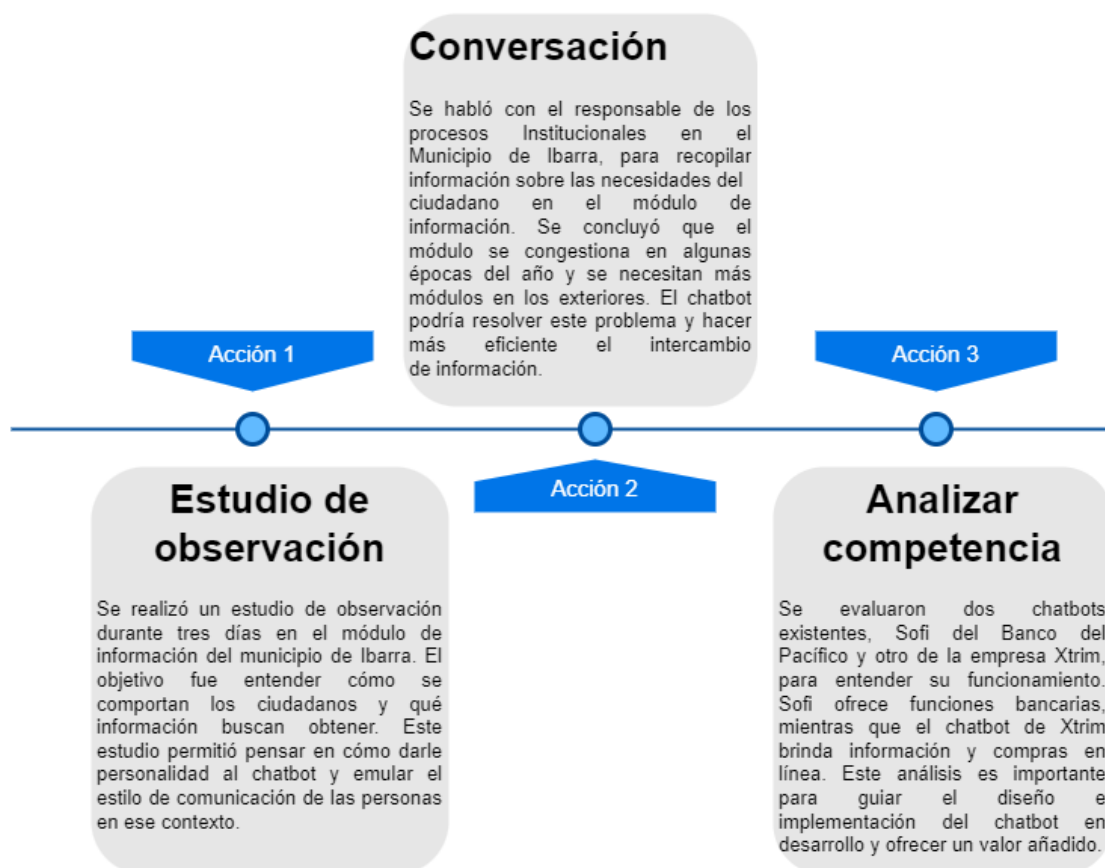 Conversación
Se habló con el responsable de los
procesos Institucionales en el
Municipio de Ibarra, para recopilar
información sobre las necesidades del
ciudadano en el módulo de
información. Se concluyó que el
módulo se congestiona en algunas
épocas del año y se necesitan más
módulos en los exteriores. El chatbot
podría resolver este problema y hacer
más eficiente el intercambio
de información.
Acción 1
Acción 3
Acción 2
Estudio de
observación
Se realizó un estudio de observación
durante tres días en el módulo de
información del municipio de Ibarra. El
objetivo fue entender cómo se
comportan los ciudadanos y qué
información buscan obtener. Este
estudio permitió pensar en cómo darle
personalidad al chatbot y emular el
estilo de comunicación de las personas
en ese contexto.
Analizar
competencia
Se evaluaron dos chatbots
existentes, Sofi del Banco del
Pacífico y otro de la empresa Xtrim,
para entender su funcionamiento.
Sofi ofrece funciones bancarias,
mientras que el chatbot de Xtrim
brinda información y compras en
línea. Este análisis es importante
para guiar el diseño e
implementación del chatbot en
desarrollo y ofrecer un valor añadido.